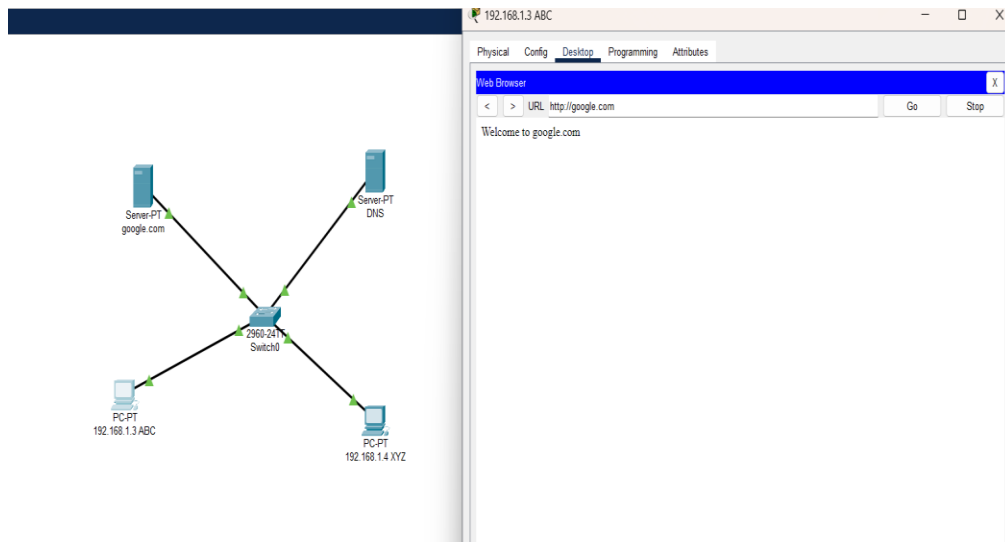 Server-PT
google.com
Server-PT
DNS
2960-24TT
Switch0
PC-PT
192.168.1.3 ABC
PC-PT
192.168.1.4 XYZ
192.168.1.3 ABC
Physical Config Desktop Programming Attributes
Web Browser X
< > URL http://google.com Go Stop
Welcome to google.com